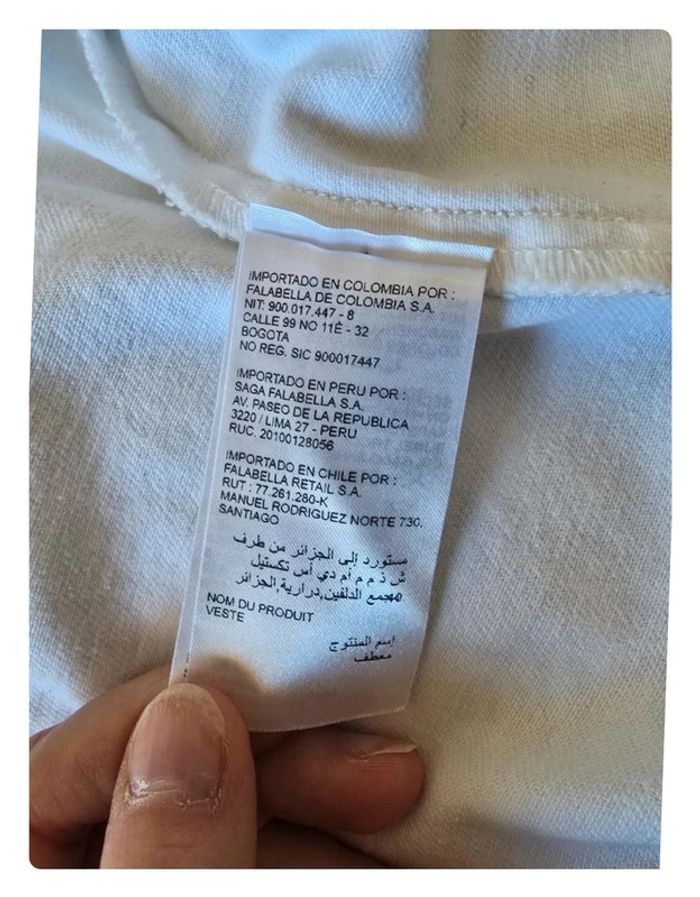 IMPORTADO EN COLOMBIA POR :
FALABELLA DE COLOMBIA S.A.
NIT: 900.017.447 - 8
CALLE 99 NO 11É - 32
BOGOTA
NO REG. SIC 900017447
IMPORTADO EN PERU POR :
SAGA FALABELLA S.A.
AV. PASEO DE LA REPUBLICA
3220 / LIMA 27 - PERU
RUC. 20100128056
IMPORTADO EN CHILE POR :
FALABELLA RETAIL S.A.
RUT : 77.261.280-K
MANUEL RODRIGUEZ NORTE 730,
SANTIAGO
مستورد إلى الجزائر من طرف
ش ذ م م أم دي أس تكستيل
مجمع الدلفين,درارية,الجزائر
NOM DU PRODUIT
VESTE
إسم المنتوج
معطف